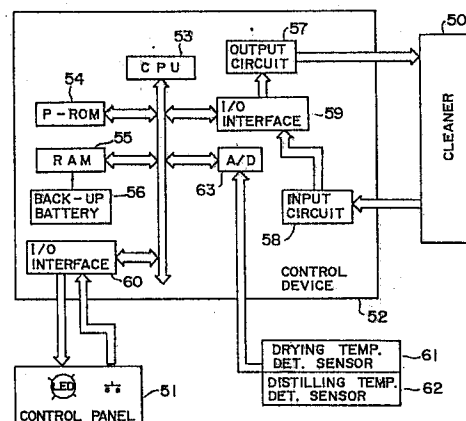 53
57
50
CPU
OUTPUT
CIRCUIT
54
P-ROM
I/O
INTERFACE
59
55
RAM
A/D
63
56
BACK-UP
BATTERY
INPUT
CIRCUIT
58
CLEANER
I/O
INTERFACE
60
CONTROL
DEVICE
52
LED
51
CONTROL PANEL
DRYING TEMP.
DET. SENSOR
61
DISTILLING TEMP.
DET. SENSOR
62